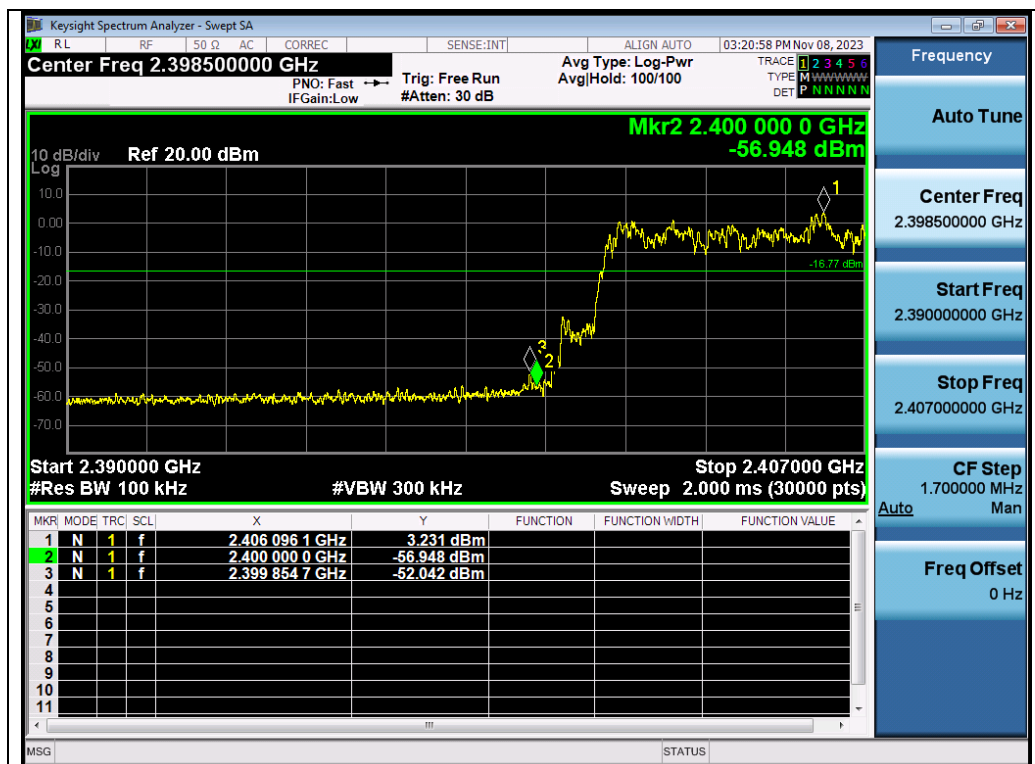 Keysight Spectrum Analyzer - Swept SA
LXI RL RF 50 Ω AC CORREC SENSE:INT ALIGN AUTO 03:20:58 PM Nov 08, 2023
Center Freq 2.398500000 GHz
PNO: Fast
IFGain:Low
Trig: Free Run
#Atten: 30 dB
Avg Type: Log-Pwr
Avg|Hold: 100/100
TRACE 1 2 3 4 5 6
TYPE M WWWWW
DET P N N N N N
Mkr2 2.400 000 0 GHz
-56.948 dBm
10 dB/div Ref 20.00 dBm
Log
10.0
0.00
-10.0
-20.0
-30.0
-40.0
-50.0
-60.0
-70.0
1
-16.77 dBm
3
2
Start 2.390000 GHz Stop 2.407000 GHz
#Res BW 100 kHz #VBW 300 kHz Sweep 2.000 ms (30000 pts)
MKR MODE TRC SCL X Y FUNCTION FUNCTION WIDTH FUNCTION VALUE
1 N 1 f 2.406 096 1 GHz 3.231 dBm
2 N 1 f 2.400 000 0 GHz -56.948 dBm
3 N 1 f 2.399 854 7 GHz -52.042 dBm
4
5
6
7
8
9
10
11
MSG STATUS
Frequency
Auto Tune
Center Freq
2.398500000 GHz
Start Freq
2.390000000 GHz
Stop Freq
2.407000000 GHz
CF Step
1.700000 MHz
Auto Man
Freq Offset
0 Hz